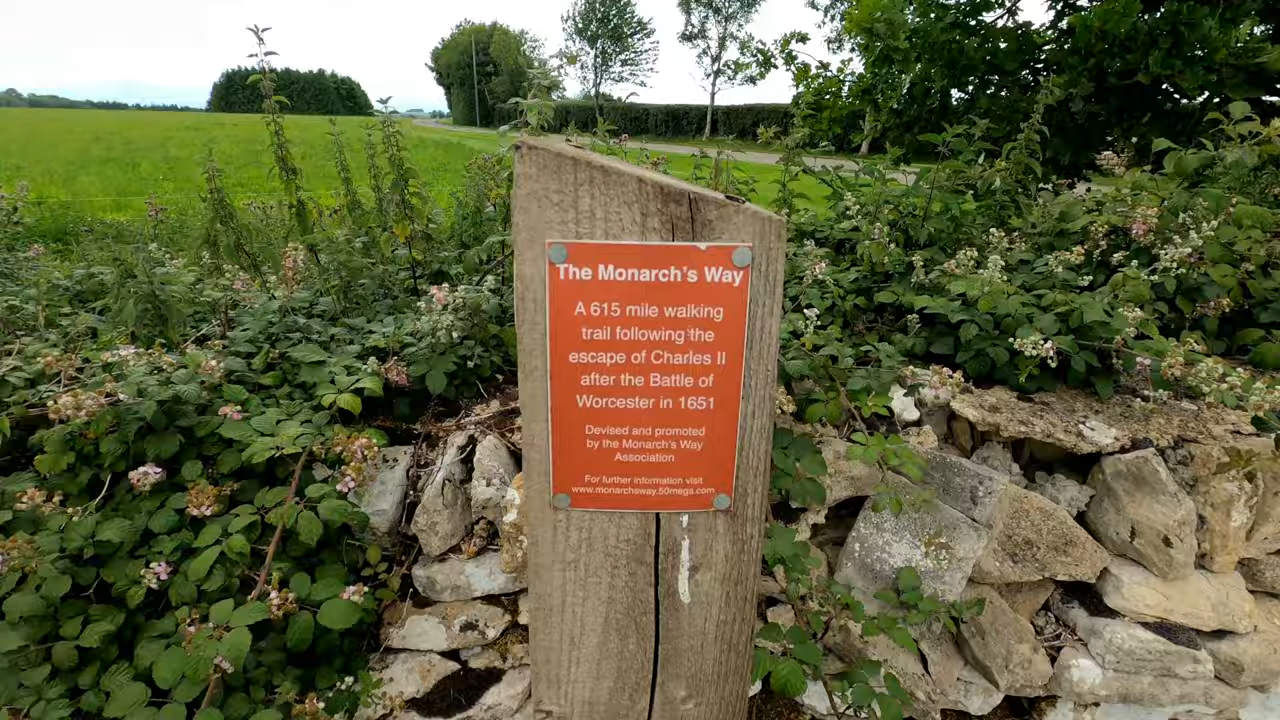 The Monarch's Way
A 615 mile walking
trail following the
escape of Charles II
after the Battle of
Worcester in 1651
Devised and promoted
by the Monarch's Way
Association
For further information visit
www.monarchsway.50megs.com